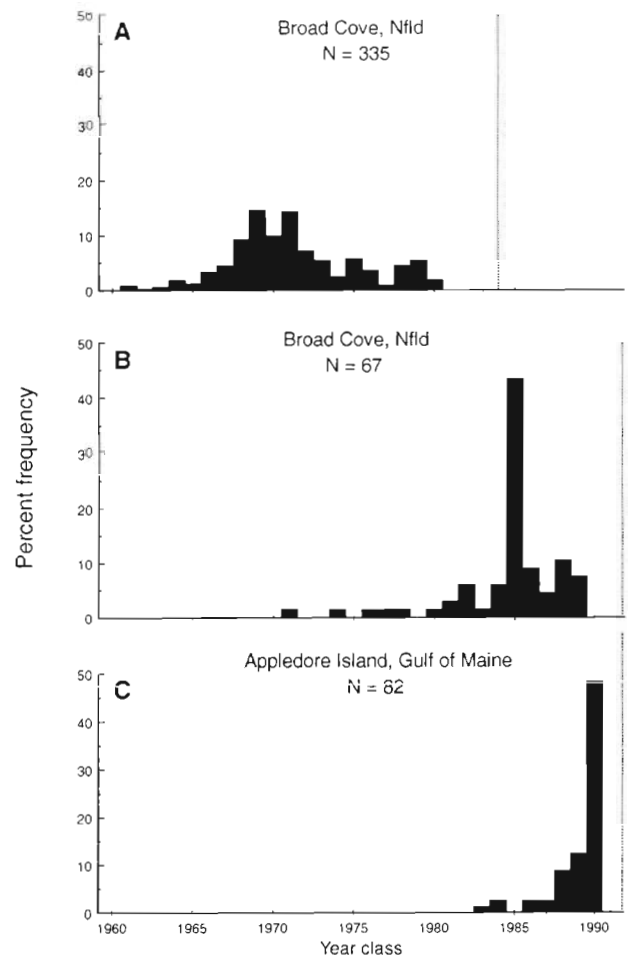 A
Broad Cove, Nfld
N = 335
50
40
30
20
10
0
B
Broad Cove, Nfld
N = 67
50
40
30
20
10
0
Percent frequency
C
Appledore Island, Gulf of Maine
N = 82
50
40
30
20
10
0
1960 1965 1970 1975 1980 1985 1990
Year class